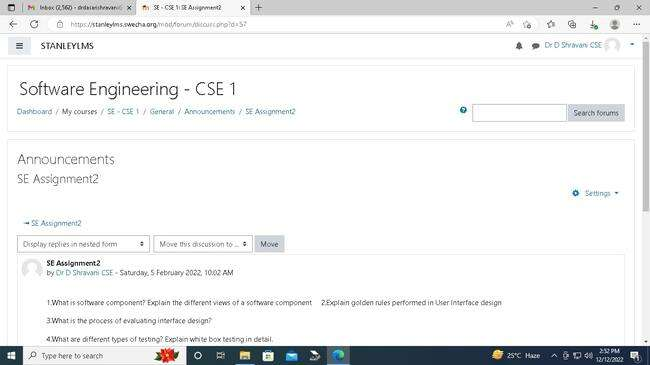 Inbox (2,562) - drdiaianshravani@
SE - CSE 1: SE Assignment2
https://stanleylms.swecha.org/mod/forum/discuss.php?d=57
STANLEYLMS
Dr D Shravani CSE
Software Engineering - CSE 1
Dashboard / My courses / SE - CSE 1 / General / Announcements / SE Assignment2
Search forums
Announcements
SE Assignment2
Settings
SE Assignment2
Display replies in nested form
Move this discussion to ...
Move
SE Assignment2
by Dr D Shravani CSE - Saturday, 5 February 2022, 10:02 AM
1.What is software component? Explain the different views of a software component 2.Explain golden rules performed in User Interface design
3.What is the process of evaluating interface design?
4.What are different types of testing? Explain white box testing in detail.
Type here to search
25°C Haze
ENG
2:32 PM
12/12/2022